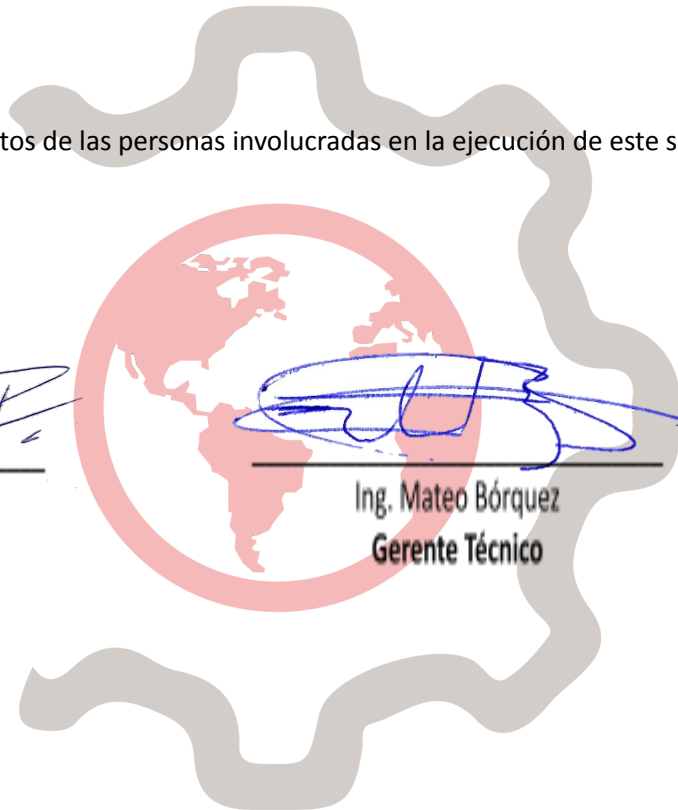 tos de las personas involucradas en la ejecución de este s
Ing. Mateo Bórquez
Gerente Técnico